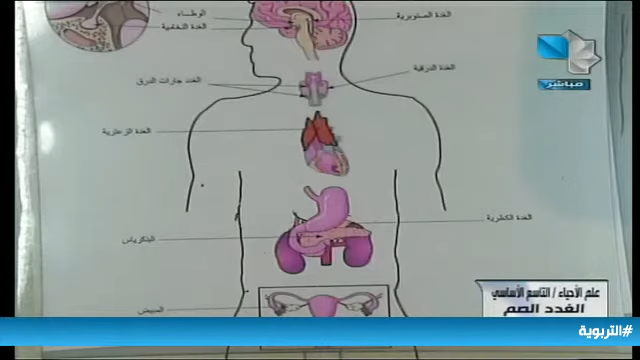 الوطاء
الغدة النخامية
الغدة الصنوبرية
الغدة الدرقية
الغدد جارات الدرق
الغدة الزعترية
الغدة الكظرية
البنكرياس
المبيض
مباشر
علم الأحياء / التاسع الأساسي
الغدد الصم
#التربوية